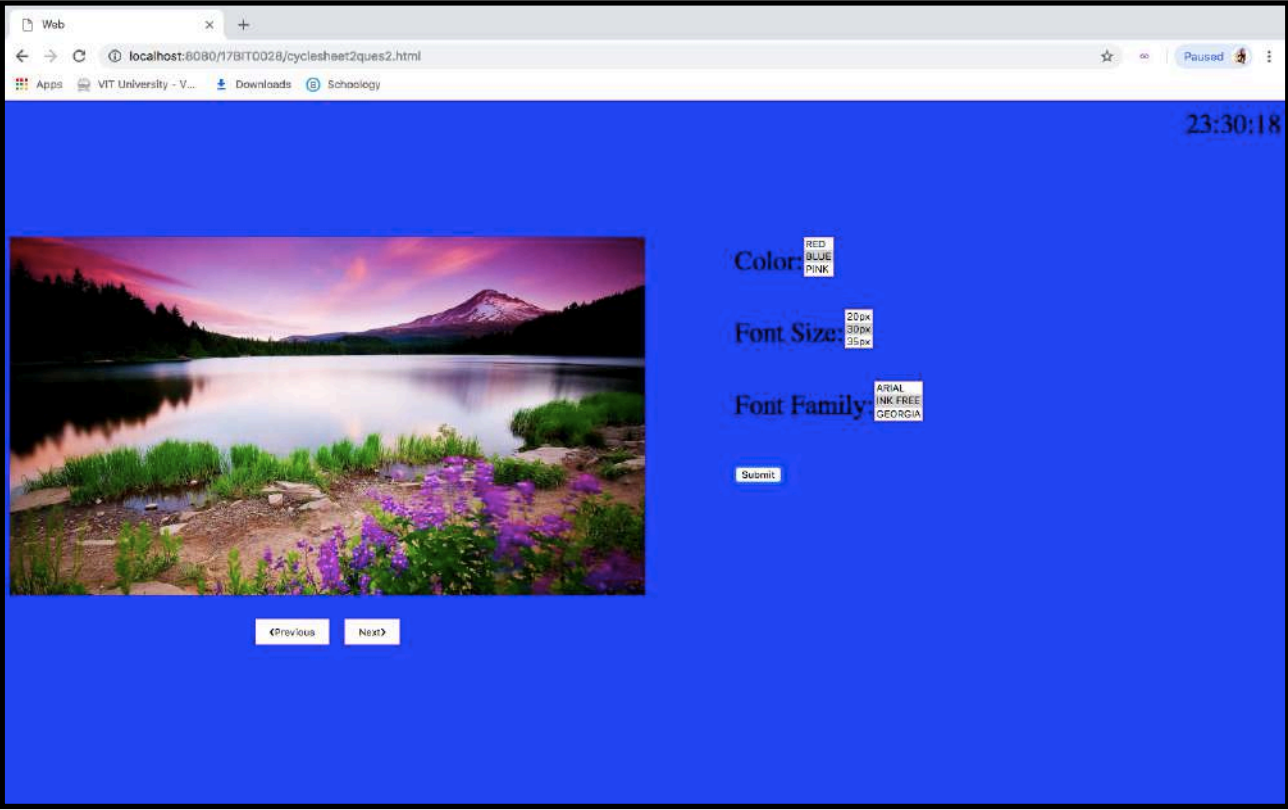 Web
localhost:8080/17BIT0028/cyclesheet2ques2.html
Paused
Apps VIT University - V... Downloads Schoology
23:30:18
Color:
RED
BLUE
PINK
Font Size:
20px
30px
35px
Font Family:
ARIAL
INK FREE
GEORGIA
Submit
❮Previous Next❯